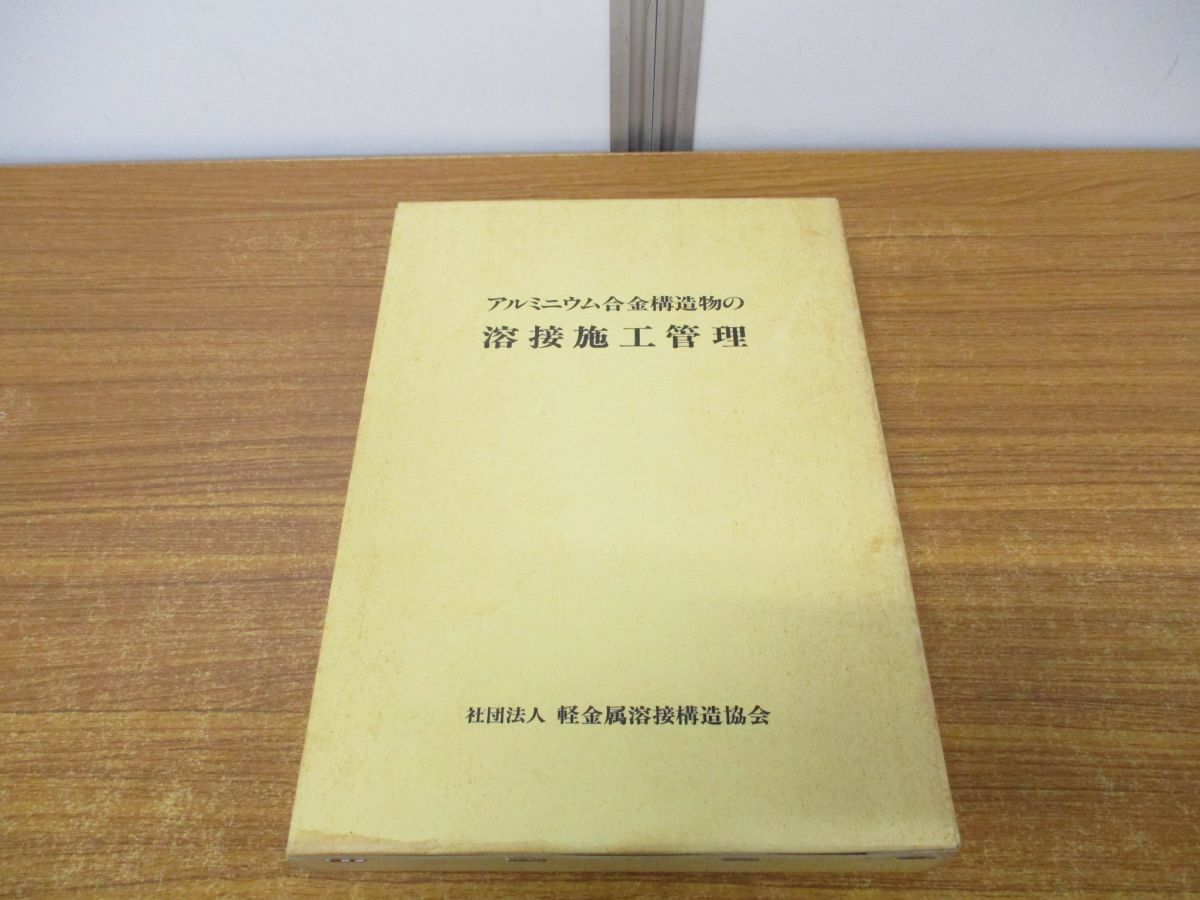 アルミニウム合金構造物の
溶接施工管理
社団法人 軽金属溶接構造協会